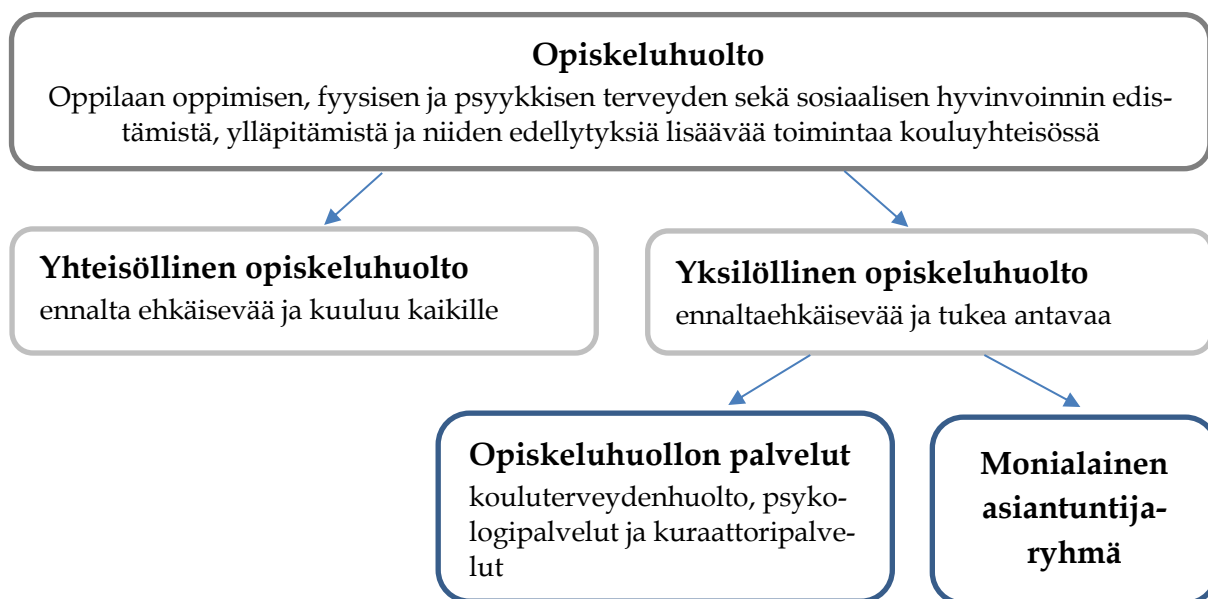 Opiskeluhuolto
Oppilaan oppimisen, fyysisen ja psyykkisen terveyden sekä sosiaalisen hyvinvoinnin edis-
tämistä, ylläpitämistä ja niiden edellytyksiä lisäävää toimintaa kouluyhteisössä
Yhteisöllinen opiskeluhuolto
ennalta ehkäisevää ja kuuluu kaikille
Yksilöllinen opiskeluhuolto
ennaltaehkäisevää ja tukea antavaa
Opiskeluhuollon palvelut
kouluterveydenhuolto, psyko-
logipalvelut ja kuraattoripalve-
lut
Monialainen
asiantuntija-
ryhmä